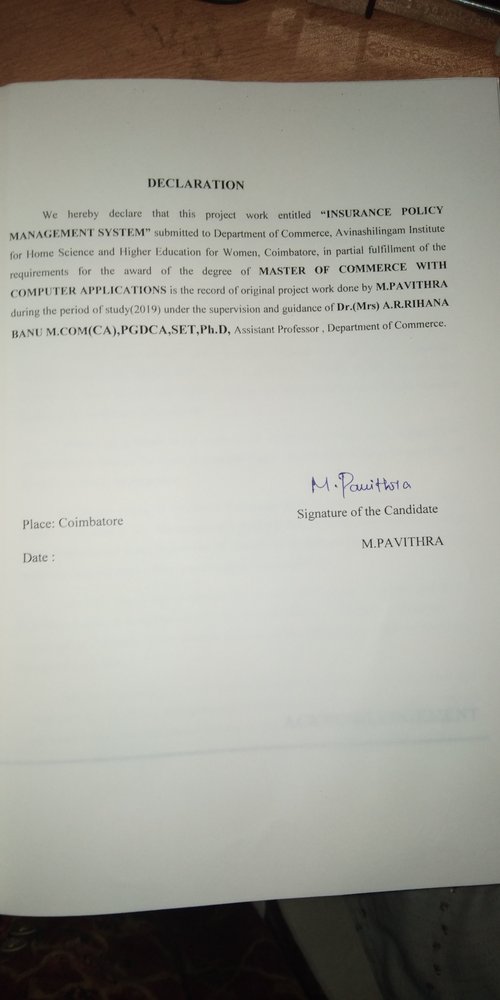 DECLARATION
We hereby declare that this project work entitled “INSURANCE POLICY
MANAGEMENT SYSTEM” submitted to Department of Commerce, Avinashilingam Institute
for Home Science and Higher Education for Women, Coimbatore, in partial fulfillment of the
requirements for the award of the degree of MASTER OF COMMERCE WITH
COMPUTER APPLICATIONS is the record of original project work done by M.PAVITHRA
during the period of study(2019) under the supervision and guidance of Dr.(Mrs) A.R.RIHANA
BANU M.COM(CA),PGDCA,SET,Ph.D, Assistant Professor , Department of Commerce.
M.Pavithra
Signature of the Candidate
Place: Coimbatore
M.PAVITHRA
Date :